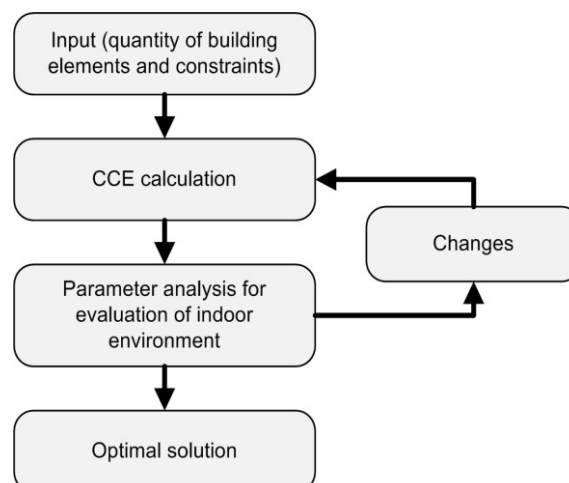 Input (quantity of building
elements and constraints)
CCE calculation
Changes
Parameter analysis for
evaluation of indoor
environment
Optimal solution